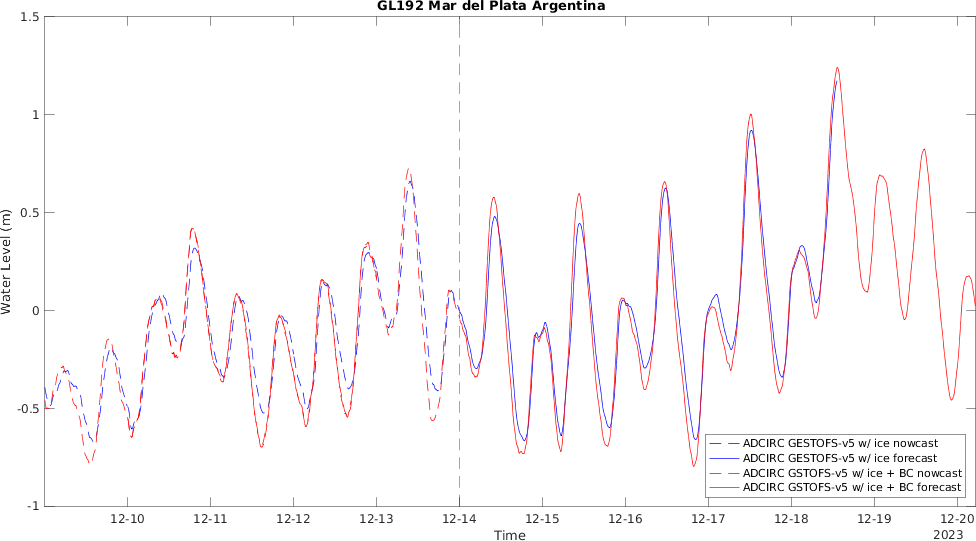 GL192 Mar del Plata Argentina
1.5
1
0.5
0
-0.5
-1
Water Level (m)
12-10
12-11
12-12
12-13
12-14
12-15
12-16
12-17
12-18
12-19
12-20
Time
2023
ADCIRC GESTOFS-v5 w/ ice nowcast
ADCIRC GESTOFS-v5 w/ ice forecast
ADCIRC GSTOFS-v5 w/ ice + BC nowcast
ADCIRC GSTOFS-v5 w/ ice + BC forecast